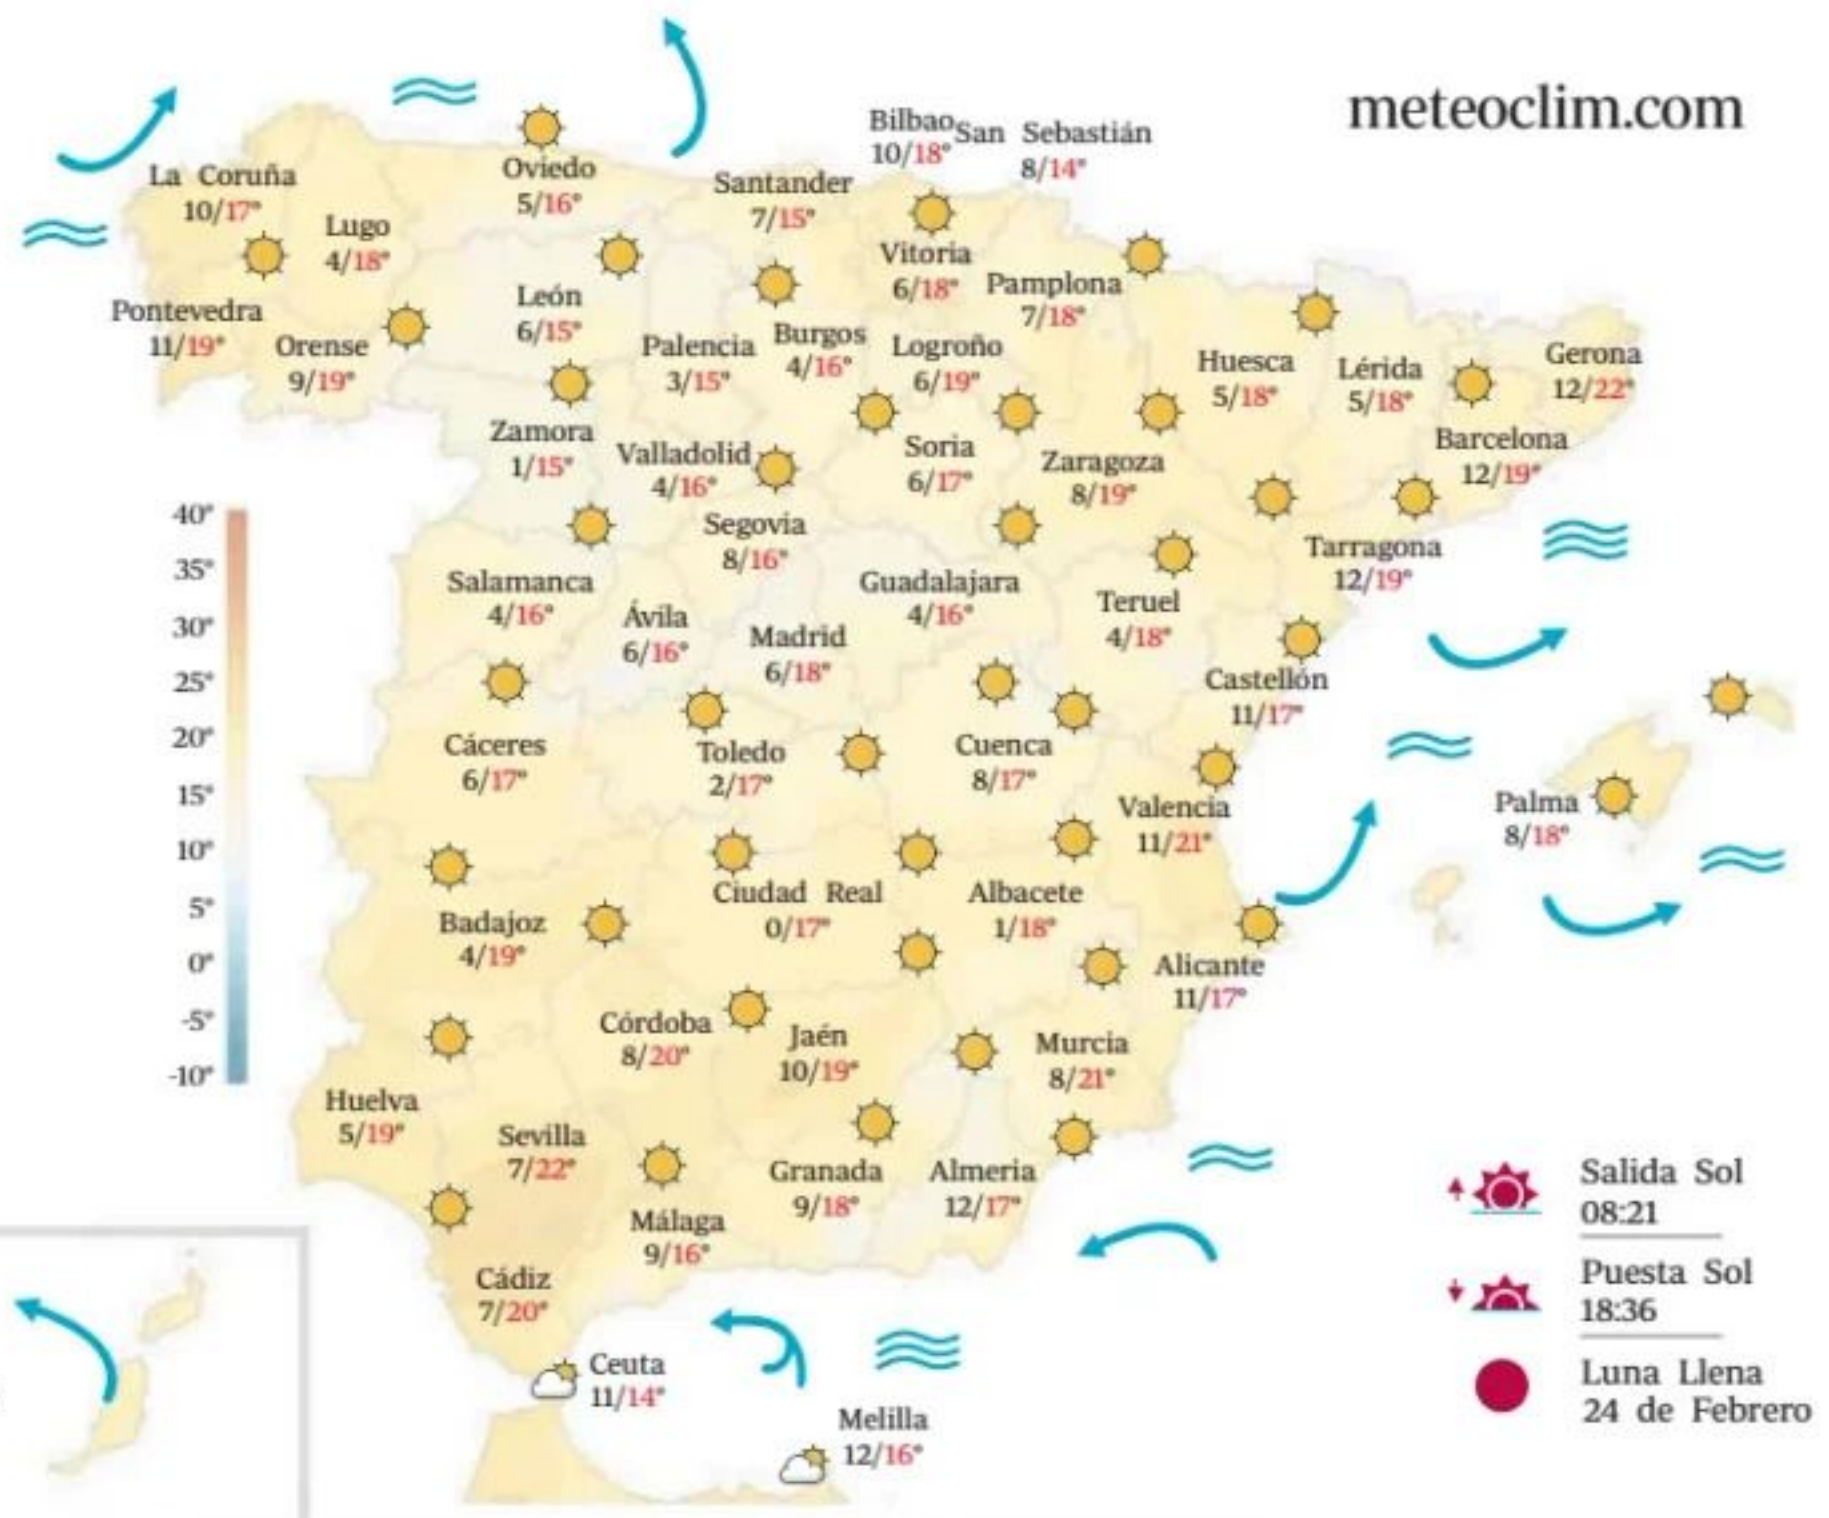 meteoclim.com
Bilbao
10/18°
San Sebastián
8/14°
La Coruña
10/17°
Oviedo
5/16°
Santander
7/15°
Lugo
4/18°
Vitoria
6/18°
Pamplona
7/18°
Pontevedra
11/19°
Orense
9/19°
León
6/15°
Palencia
3/15°
Burgos
4/16°
Logroño
6/19°
Huesca
5/18°
Lérida
5/18°
Gerona
12/22°
Zamora
1/15°
Valladolid
4/16°
Soria
6/17°
Zaragoza
8/19°
Barcelona
12/19°
Segovia
8/16°
Tarragona
12/19°
Salamanca
4/16°
Ávila
6/16°
Madrid
6/18°
Guadalajara
4/16°
Teruel
4/18°
Castellón
11/17°
Cáceres
6/17°
Toledo
2/17°
Cuenca
8/17°
Valencia
11/21°
Palma
8/18°
Badajoz
4/19°
Ciudad Real
0/17°
Albacete
1/18°
Alicante
11/17°
Córdoba
8/20°
Jaén
10/19°
Murcia
8/21°
Huelva
5/19°
Sevilla
7/22°
Málaga
9/16°
Granada
9/18°
Almeria
12/17°
Cádiz
7/20°
Ceuta
11/14°
Melilla
12/16°
40°
35°
30°
25°
20°
15°
10°
5°
0°
-5°
-10°
Salida Sol
08:21
Puesta Sol
18:36
Luna Llena
24 de Febrero